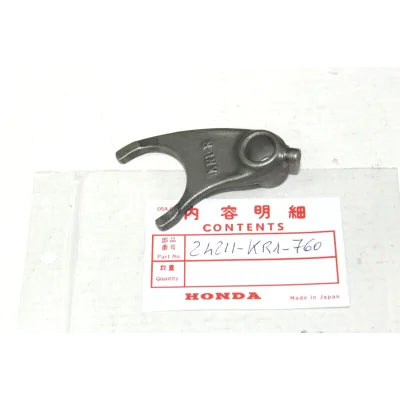 内容明細
CONTENTS
部品番号
Part No. 24211-KR1-760
数量
Quantity
HONDA
Made in Japan